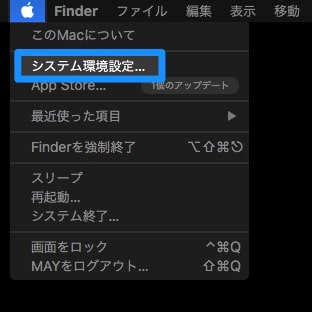 Finder ファイル 編集 表示 移動
このMacについて
システム環境設定...
App Store... 1個のアップデート
最近使った項目 ▶
Finderを強制終了 ⌥⇧⌘⎋
スリープ
再起動...
システム終了...
画面をロック ^⌘Q
MAYをログアウト... ⇧⌘Q